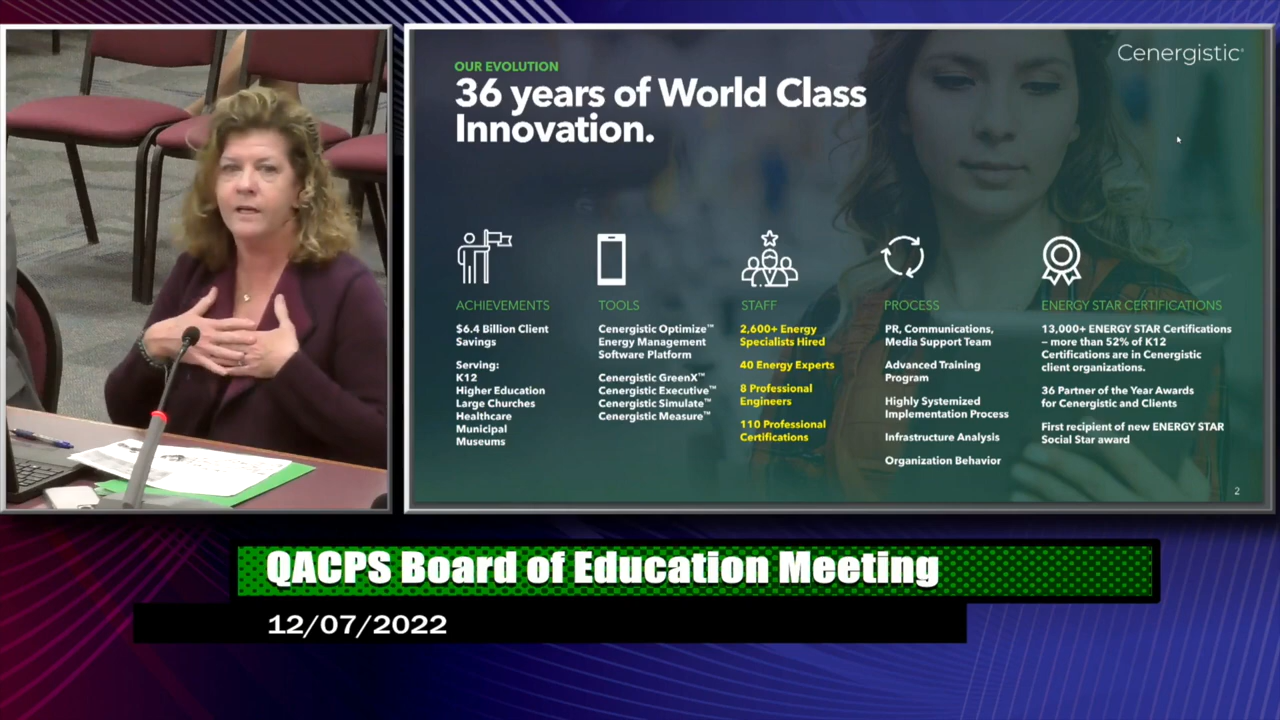 Cenergistic
OUR EVOLUTION
36 years of World Class
Innovation.
ACHIEVEMENTS
$6.4 Billion Client
Savings
Serving:
K12
Higher Education
Large Churches
Healthcare
Municipal
Museums
TOOLS
Cenergistic Optimize™
Energy Management
Software Platform
Cenergistic GreenX™
Cenergistic Executive™
Cenergistic Simulate™
Cenergistic Measure™
STAFF
2,600+ Energy
Specialists Hired
40 Energy Experts
8 Professional
Engineers
110 Professional
Certifications
PROCESS
PR, Communications,
Media Support Team
Advanced Training
Program
Highly Systemized
Implementation Process
Infrastructure Analysis
Organization Behavior
ENERGY STAR CERTIFICATIONS
13,000+ ENERGY STAR Certifications
– more than 52% of K12
Certifications are in Cenergistic
client organizations.
36 Partner of the Year Awards
for Cenergistic and Clients
First recipient of new ENERGY STAR
Social Star award
2
QACPS Board of Education Meeting
12/07/2022